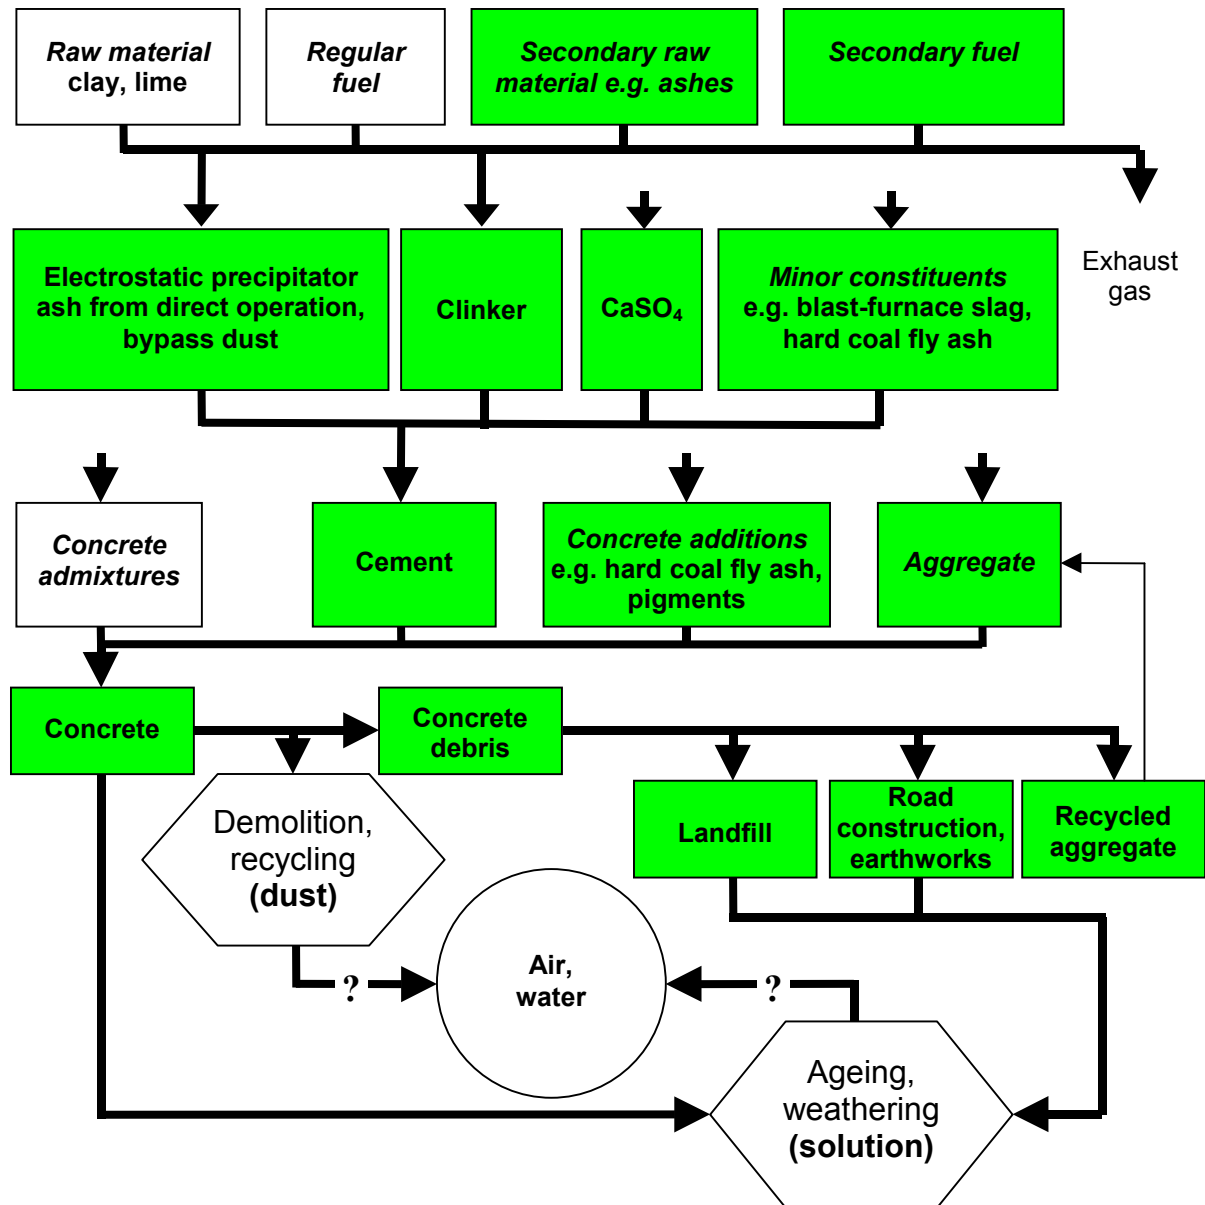 Raw material
clay, lime
Regular
fuel
Secondary raw
material e.g. ashes
Secondary fuel
Electrostatic precipitator
ash from direct operation,
bypass dust
Clinker
CaSO₄
Minor constituents
e.g. blast-furnace slag,
hard coal fly ash
Exhaust
gas
Concrete
admixtures
Cement
Concrete additions
e.g. hard coal fly ash,
pigments
Aggregate
Concrete
Concrete
debris
Demolition,
recycling
(dust)
Landfill
Road
construction,
earthworks
Recycled
aggregate
?
Air,
water
?
Ageing,
weathering
(solution)